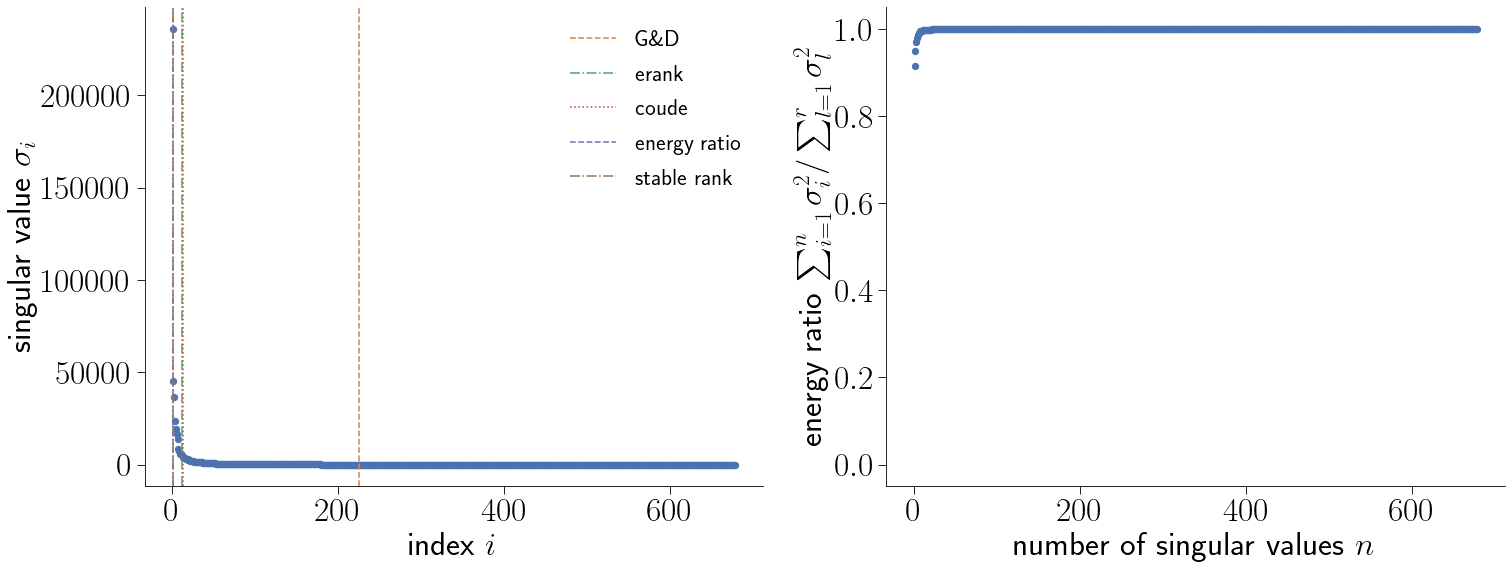 singular value σ_i
200000
150000
100000
50000
0
0 200 400 600
index i
G&D
erank
coude
energy ratio
stable rank
energy ratio ∑_{i=1}^{n} σ_i^2 / ∑_{l=1}^{r} σ_l^2
1.0
0.8
0.6
0.4
0.2
0.0
0 200 400 600
number of singular values n